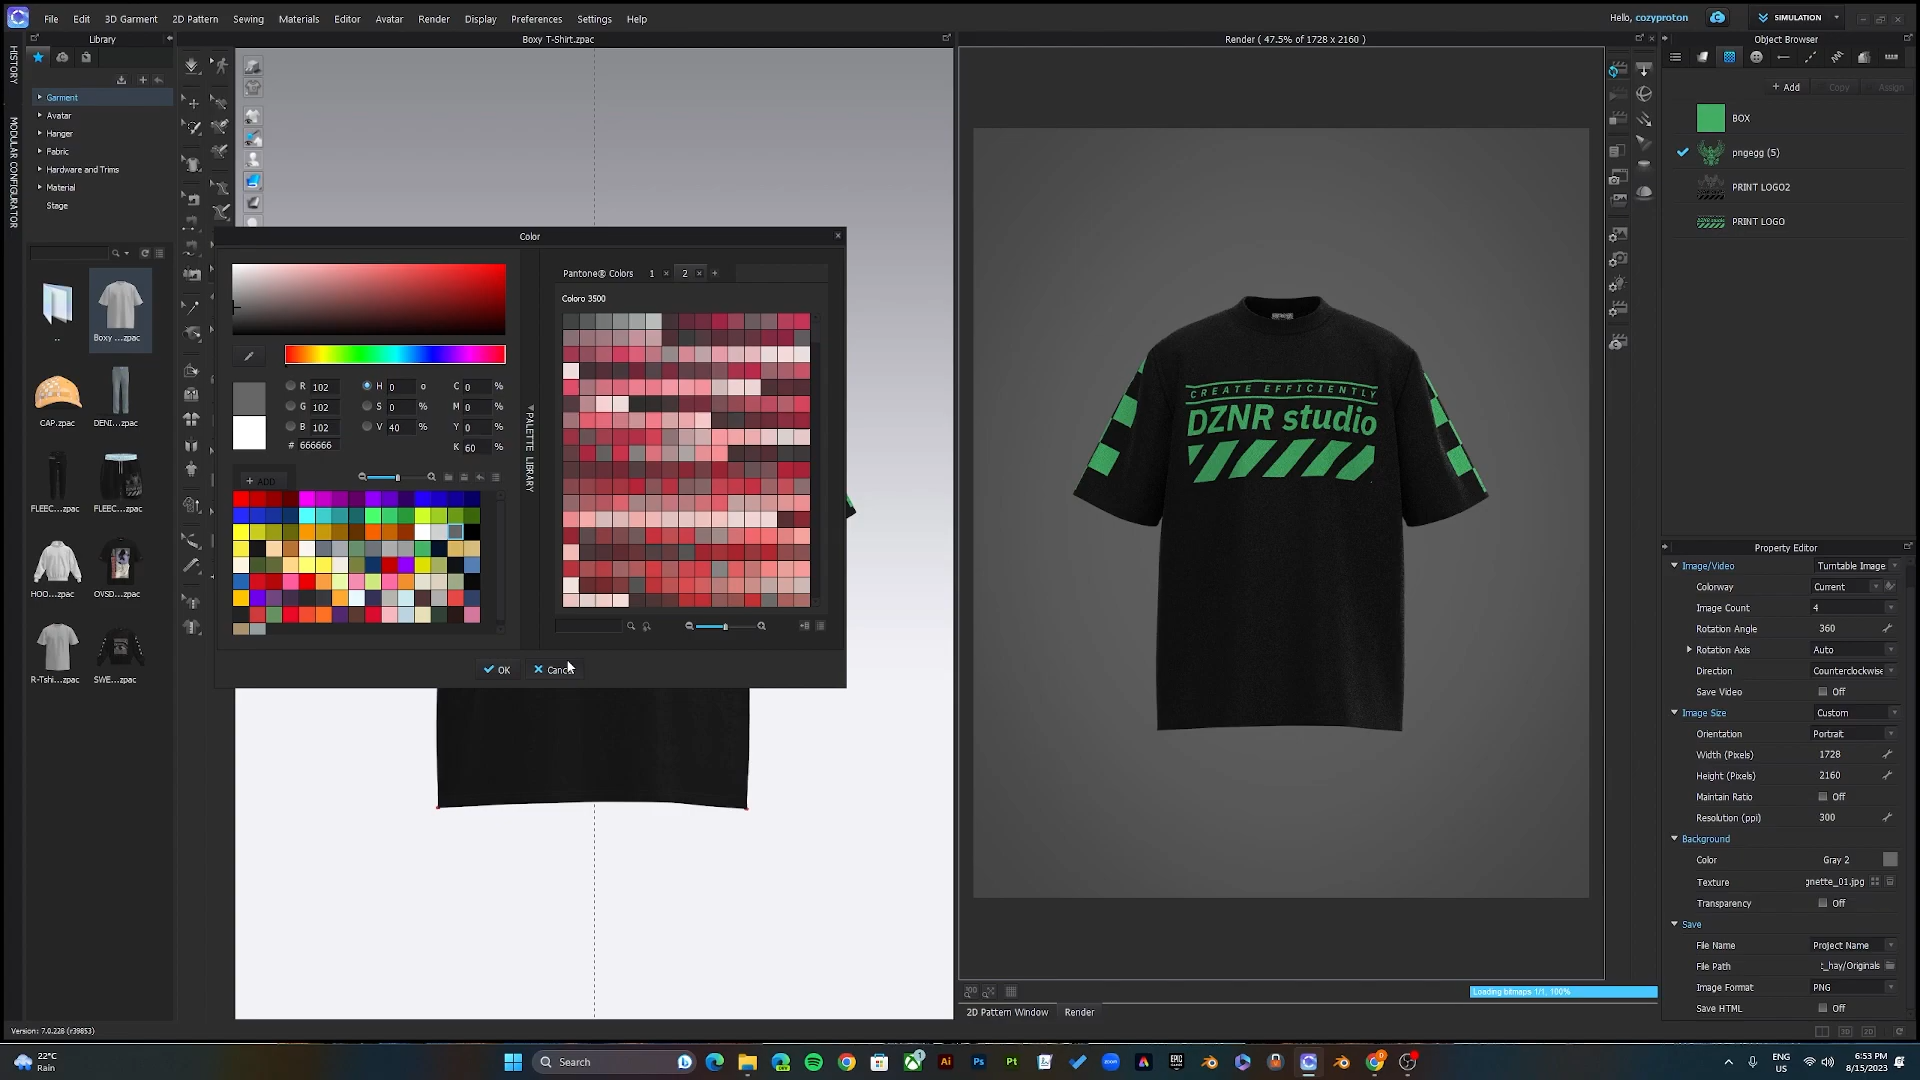 File Edit 3D Garment 2D Pattern Sewing Materials Editor Avatar Render Display Preferences Settings Help
Hello, cozyproton
SIMULATION
Library
Boxy T-Shirt.zpac
Render ( 47.5% of 1728 x 2160 )
Object Browser
HISTORY
MODULAR CONFIGURATOR
Garment
Avatar
Hanger
Fabric
Hardware and Trims
Material
Stage
..
Boxy ...zpac
CAP.zpac
DENI...zpac
FLEEC...zpac
FLEEC...zpac
HOO...zpac
OVSD...zpac
R-Tshi...zpac
SWE...zpac
Color
Pantone® Colors 1 2
Coloro 3500
PALETTE LIBRARY
R 102 H 0 o C 0 %
G 102 S 0 % M 0 %
B 102 V 40 % Y 0 %
# 666666 K 60 %
+ ADD
OK
Cancel
CREATE EFFICIENTLY
DZNR studio
+ Add Copy Assign
BOX
pngegg (5)
PRINT LOGO2
PRINT LOGO
Property Editor
Image/Video Turntable Image
Colorway Current
Image Count 4
Rotation Angle 360
Rotation Axis Auto
Direction Counterclockwise
Save Video Off
Image Size Custom
Orientation Portrait
Width (Pixels) 1728
Height (Pixels) 2160
Maintain Ratio Off
Resolution (ppi) 300
Background
Color Gray 2
Texture gnette_01.jpg
Transparency Off
Save
File Name Project Name
File Path :_hay/Originals
Image Format PNG
Save HTML Off
Loading bitmaps 1/1, 100%
2D Pattern Window Render
Version: 7.0.228 (r39853)
3D 2D
22°C
Rain
Search
ENG
US
6:53 PM
8/15/2023